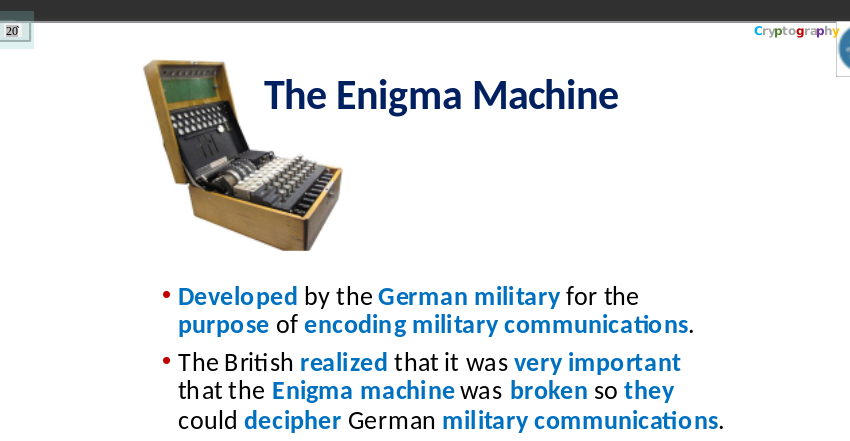 20
Cryptography
The Enigma Machine
• Developed by the German military for the
purpose of encoding military communications.
• The British realized that it was very important
that the Enigma machine was broken so they
could decipher German military communications.